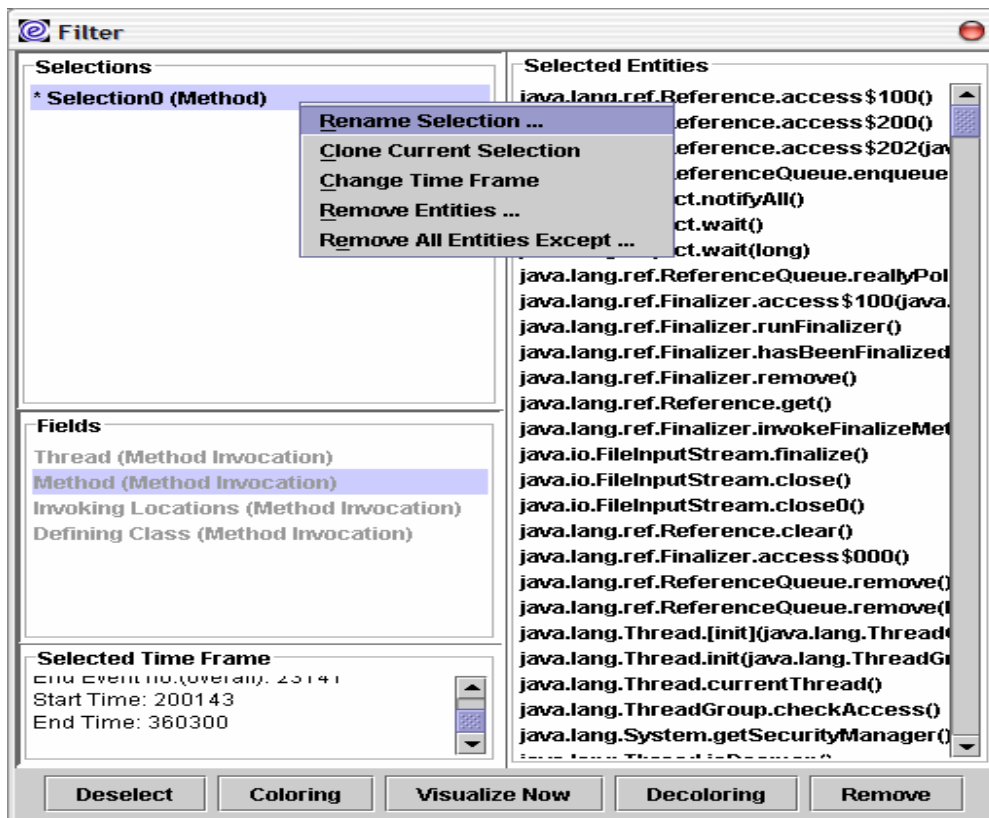 Filter
Selections
* Selection0 (Method)
Rename Selection ...
Clone Current Selection
Change Time Frame
Remove Entities ...
Remove All Entities Except ...
Fields
Thread (Method Invocation)
Method (Method Invocation)
Invoking Locations (Method Invocation)
Defining Class (Method Invocation)
Selected Time Frame
End Event no.(overall): 23141
Start Time: 200143
End Time: 360300
Selected Entities
java.lang.ref.Reference.access$100()
eference.access$200()
eference.access$202(jav
eferenceQueue.enqueue
ct.notifyAll()
ct.wait()
ct.wait(long)
java.lang.ref.ReferenceQueue.reallyPol
java.lang.ref.Finalizer.access$100(java.
java.lang.ref.Finalizer.runFinalizer()
java.lang.ref.Finalizer.hasBeenFinalized
java.lang.ref.Finalizer.remove()
java.lang.ref.Reference.get()
java.lang.ref.Finalizer.invokeFinalizeMet
java.io.FileInputStream.finalize()
java.io.FileInputStream.close()
java.io.FileInputStream.close0()
java.lang.ref.Reference.clear()
java.lang.ref.Finalizer.access$000()
java.lang.ref.ReferenceQueue.remove()
java.lang.ref.ReferenceQueue.remove(l
java.lang.Thread.[init](java.lang.ThreadG
java.lang.Thread.init(java.lang.ThreadGr
java.lang.Thread.currentThread()
java.lang.ThreadGroup.checkAccess()
java.lang.System.getSecurityManager()
Deselect
Coloring
Visualize Now
Decoloring
Remove